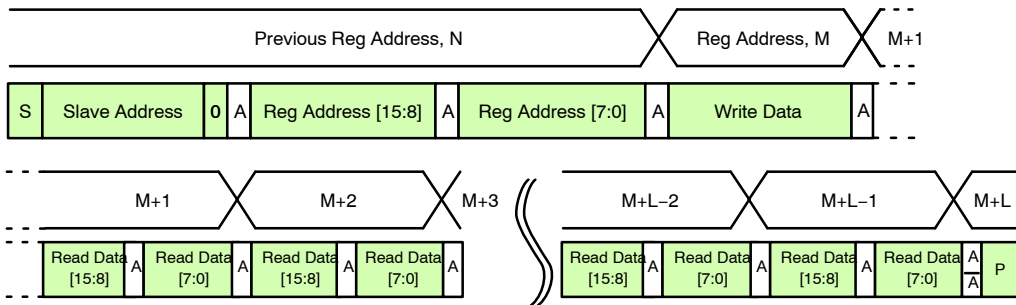 Previous Reg Address, N Reg Address, M M+1
S Slave Address 0 A Reg Address [15:8] A Reg Address [7:0] A Write Data A
M+1 M+2 M+3 M+L−2 M+L−1 M+L
Read Data [15:8] A Read Data [7:0] A Read Data [15:8] A Read Data [7:0] A Read Data [15:8] A Read Data [7:0] A Read Data [15:8] A Read Data [7:0] A A P